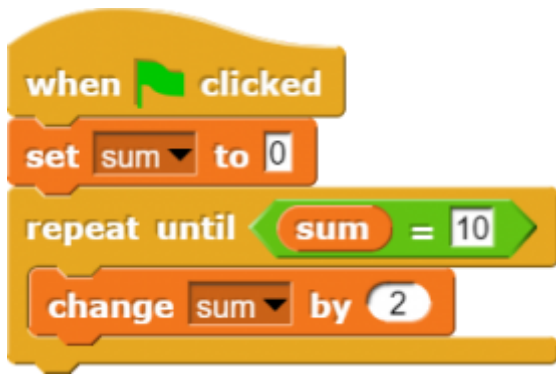 when clicked
set sum to 0
repeat until sum = 10
change sum by 2